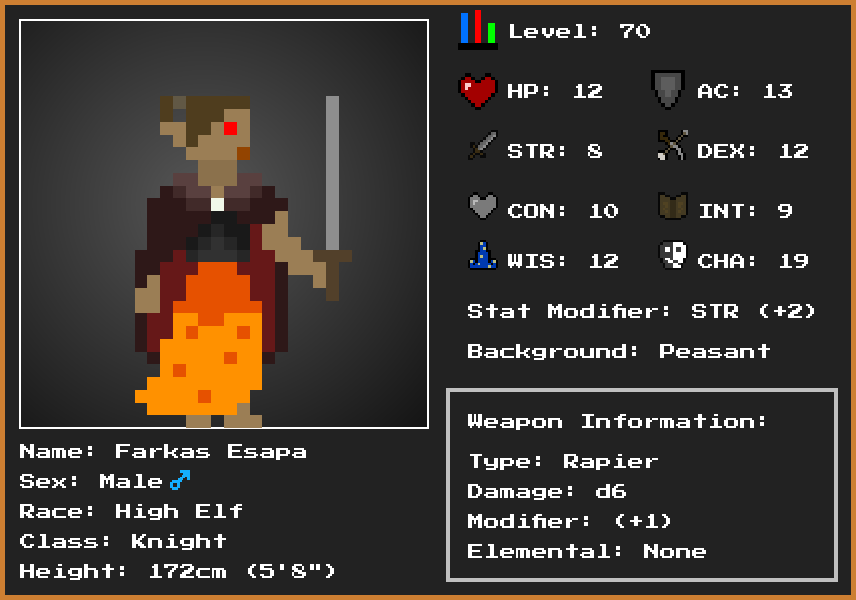 Level: 70
HP: 12
AC: 13
STR: 8
DEX: 12
CON: 10
INT: 9
WIS: 12
CHA: 19
Stat Modifier: STR (+2)
Background: Peasant
Weapon Information:
Type: Rapier
Damage: d6
Modifier: (+1)
Elemental: None
Name: Farkas Esapa
Sex: Male♂
Race: High Elf
Class: Knight
Height: 172cm (5'8")